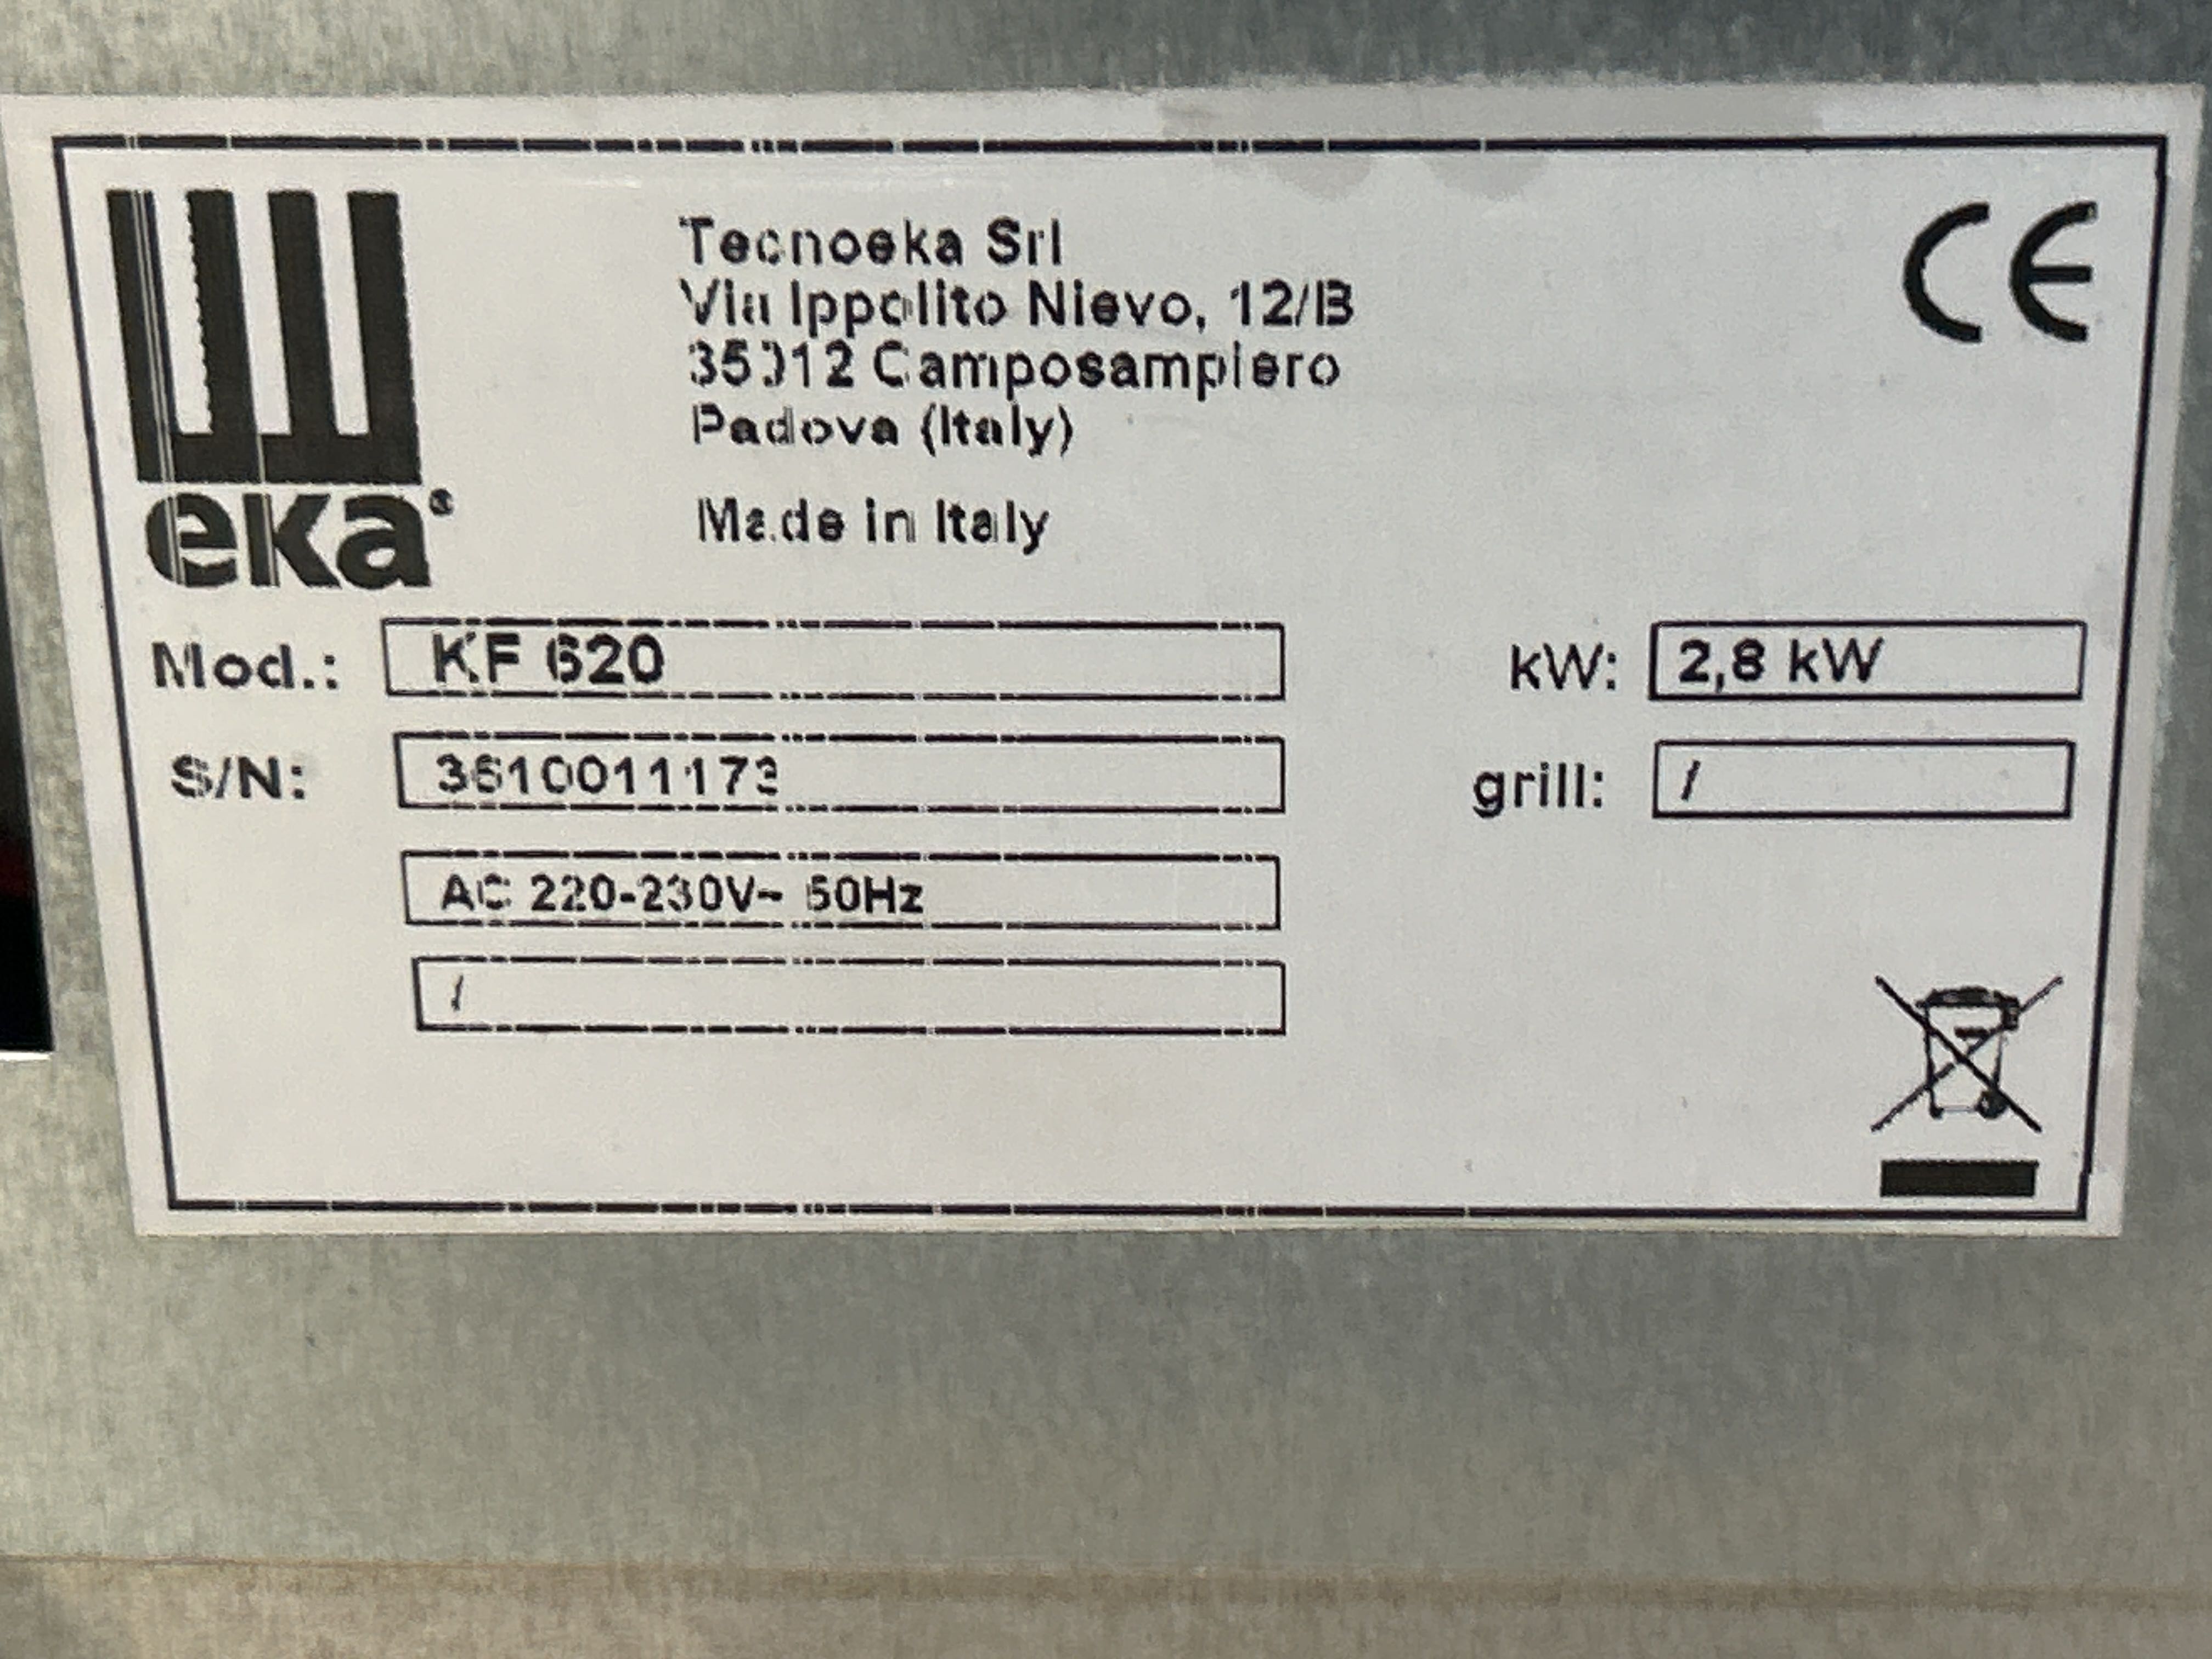 Tecnoeka Srl
Via Ippolito Nievo, 12/B
35012 Camposampiero
Padova (Italy)
Made in Italy
CE
eka®
Mod.: KF 620
kW: 2,8 kW
S/N: 3610011173
grill: /
AC 220-230V~ 50Hz
/